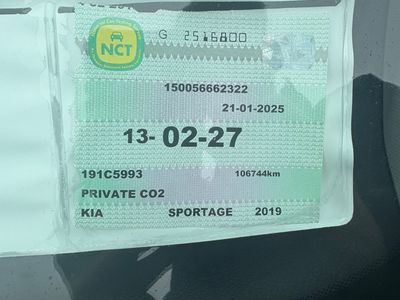 G 2516800
NCT
150056662322
21-01-2025
13- 02-27
191C5993 106744km
PRIVATE CO2
KIA SPORTAGE 2019